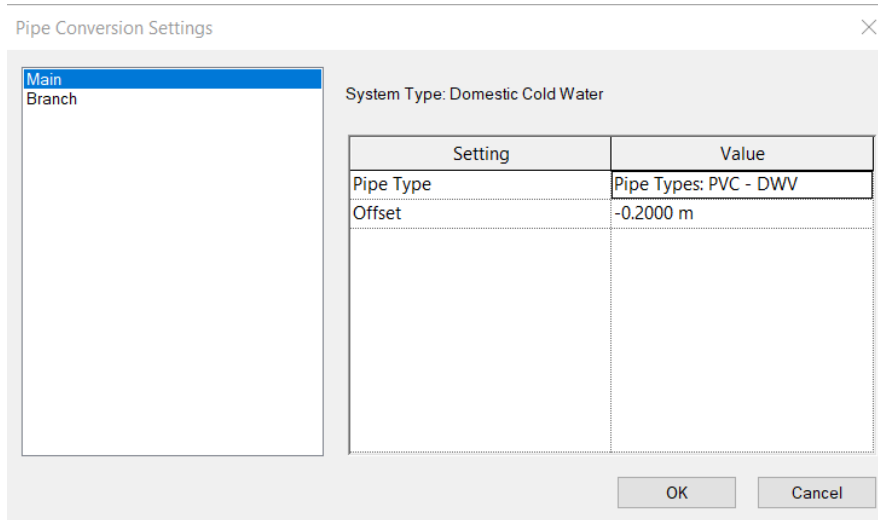 Pipe Conversion Settings
Main
Branch
System Type: Domestic Cold Water
Setting Value
Pipe Type Pipe Types: PVC - DWV
Offset -0.2000 m
OK Cancel